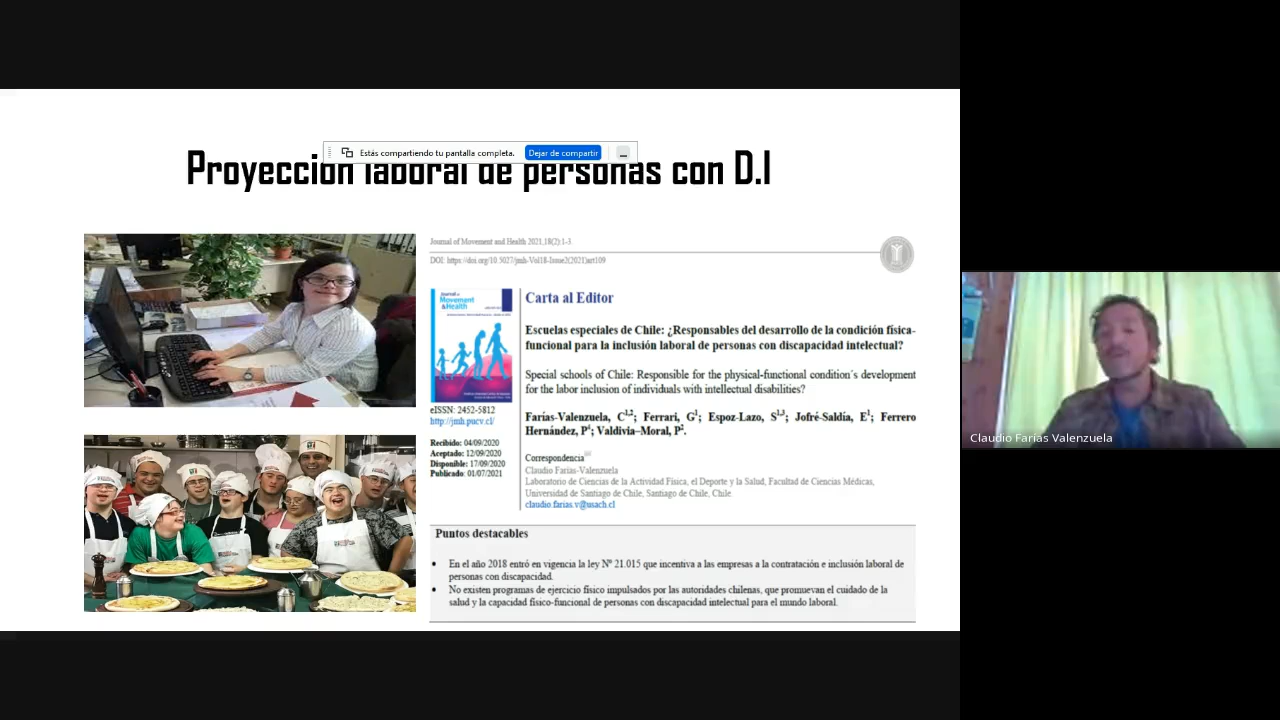 Estás compartiendo tu pantalla completa. Dejar de compartir
Proyección laboral de personas con D.I
Journal of Movement and Health 2021,18(2):1-3
DOI: https://doi.org/10.5027/jmh-Vol18-Issue2(2021)art109
Journal of
Movement
&Health
Carta al Editor
Escuelas especiales de Chile: ¿Responsables del desarrollo de la condición física-
funcional para la inclusión laboral de personas con discapacidad intelectual?
Special schools of Chile: Responsible for the physical-functional condition´s development
for the labor inclusion of individuals with intellectual disabilities?
eISSN: 2452-5812
http://jmh.pucv.cl/
Recibido: 04/09/2020
Aceptado: 12/09/2020
Disponible: 17/09/2020
Publicado: 01/07/2021
Farías-Valenzuela, C1,2; Ferrari, G1; Espoz-Lazo, S1,3; Jofré-Saldía, E1; Ferrero
Hernández, P4; Valdivia–Moral, P2.
Correspondencia
Claudio Farías-Valenzuela
Laboratorio de Ciencias de la Actividad Física, el Deporte y la Salud, Facultad de Ciencias Médicas,
Universidad de Santiago de Chile, Santiago de Chile, Chile.
claudio.farias.v@usach.cl
Puntos destacables
• En el año 2018 entró en vigencia la ley Nº 21.015 que incentiva a las empresas a la contratación e inclusión laboral de
personas con discapacidad.
• No existen programas de ejercicio físico impulsados por las autoridades chilenas, que promuevan el cuidado de la
salud y la capacidad físico-funcional de personas con discapacidad intelectual para el mundo laboral.
Claudio Farias Valenzuela